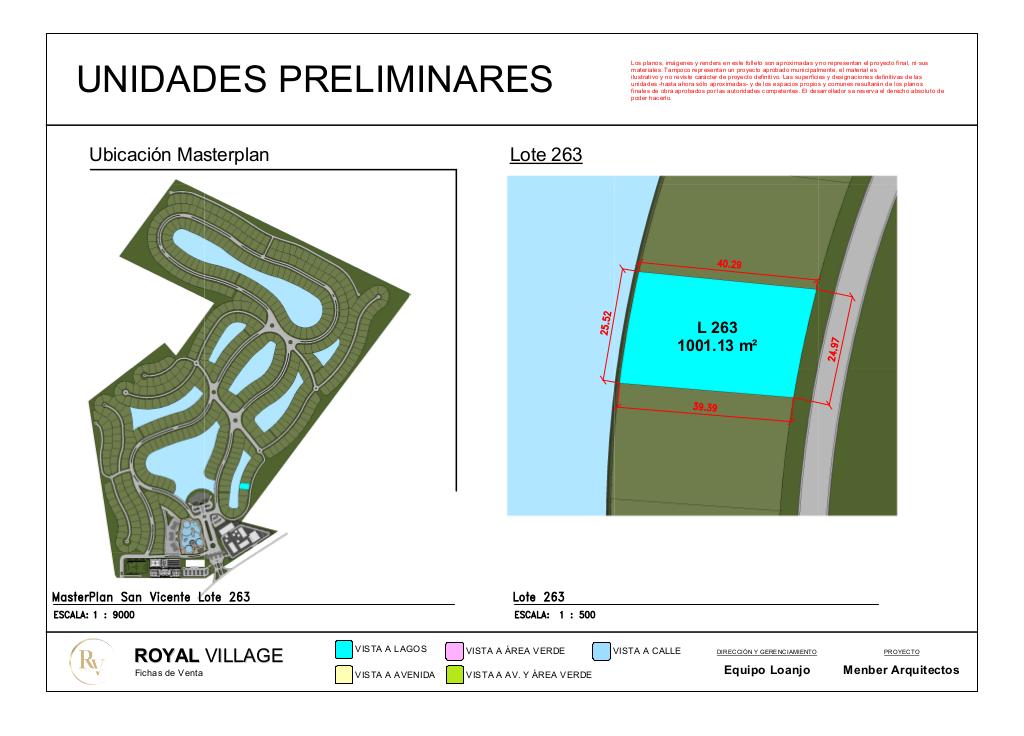 UNIDADES PRELIMINARES
Los planos, imágenes y renders en este folleto son aproximadas y no representan el proyecto final, ni sus
materiales. Tampoco representan un proyecto aprobado municipalmente, el material es
ilustrativo y no reviste carácter de proyecto definitivo. Las superficies y designaciones definitivas de las
unidades -hasta ahora sólo aproximadas- y de los espacios propios y comunes resultarán de los planos
finales de obra aprobados por las autoridades competentes. El desarrollador se reserva el derecho absoluto de
poder hacerlo.
Ubicación Masterplan
Lote 263
40.29
25.52
L 263
1001.13 m²
24.97
39.39
MasterPlan San Vicente Lote 263
ESCALA: 1 : 9000
Lote 263
ESCALA: 1 : 500
RV
ROYAL VILLAGE
Fichas de Venta
VISTA A LAGOS
VISTA A ÁREA VERDE
VISTA A CALLE
VISTA A AVENIDA
VISTA A AV. Y ÁREA VERDE
DIRECCIÓN Y GERENCIAMIENTO
Equipo Loanjo
PROYECTO
Menber Arquitectos